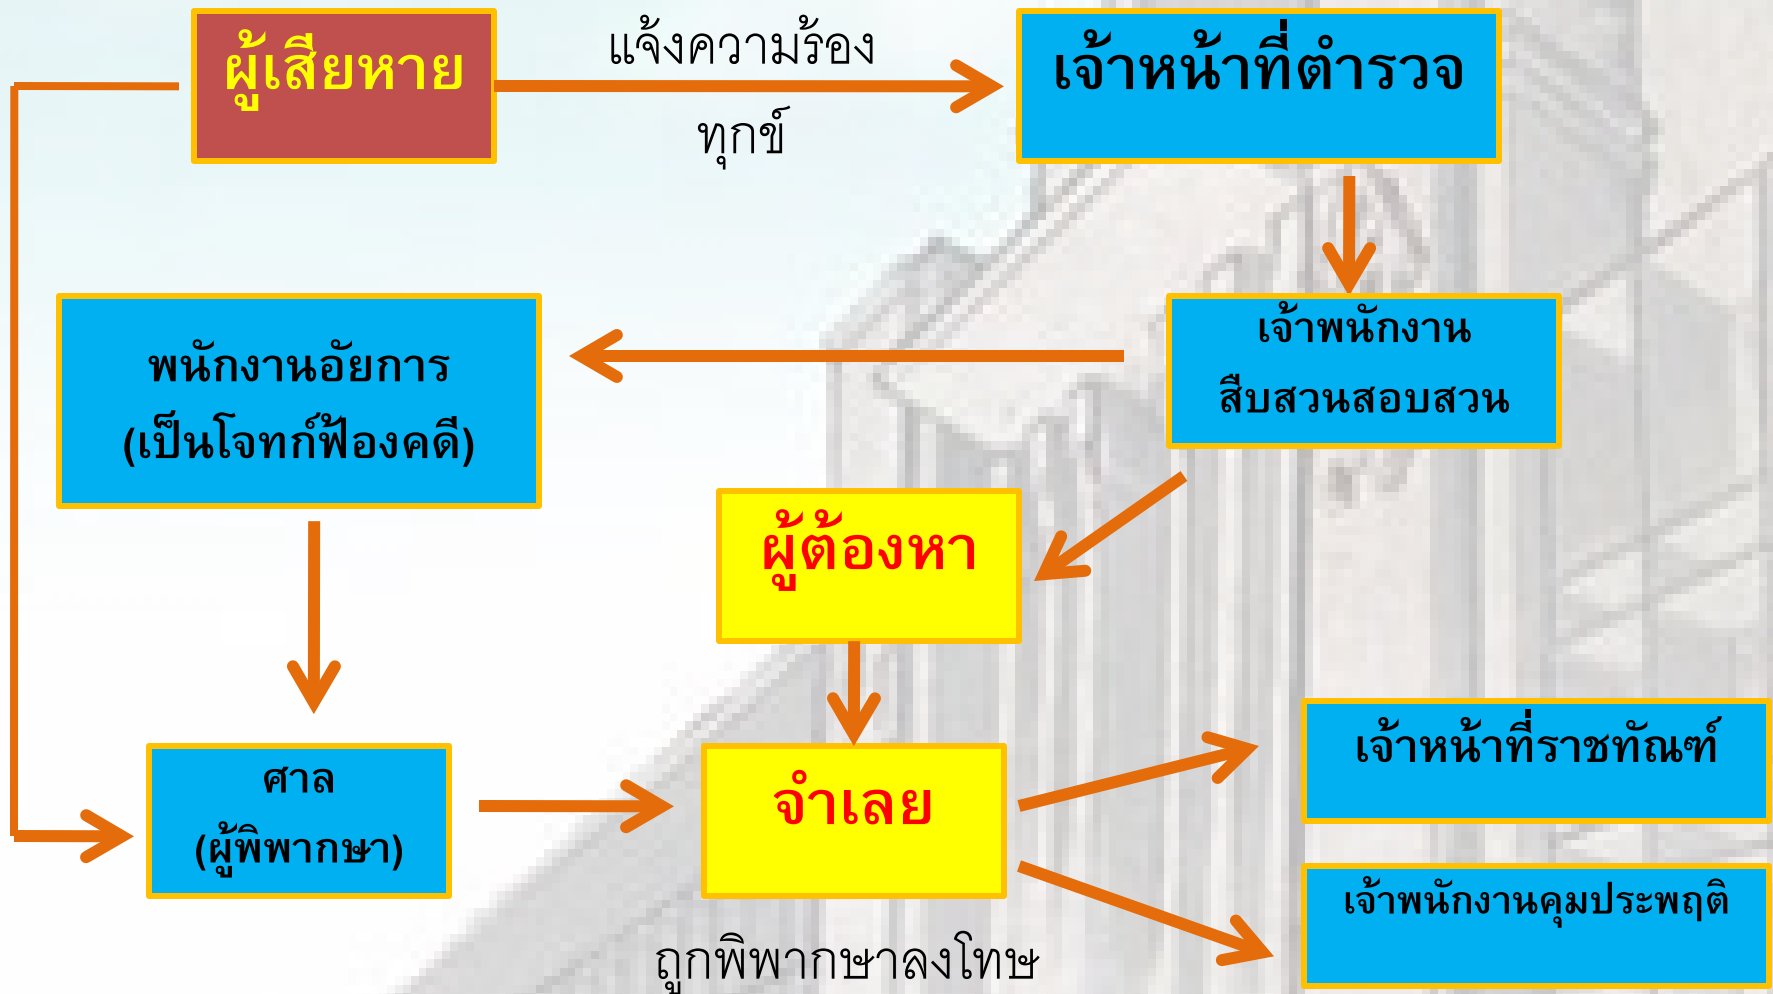 ผู้เสียหาย
แจ้งความร้อง
ทุกข์
เจ้าหน้าที่ตำรวจ
พนักงานอัยการ
(เป็นโจทก์ฟ้องคดี)
เจ้าพนักงาน
สืบสวนสอบสวน
ผู้ต้องหา
ศาล
(ผู้พิพากษา)
จำเลย
เจ้าหน้าที่ราชทัณฑ์
เจ้าพนักงานคุมประพฤติ
ถูกพิพากษาลงโทษ